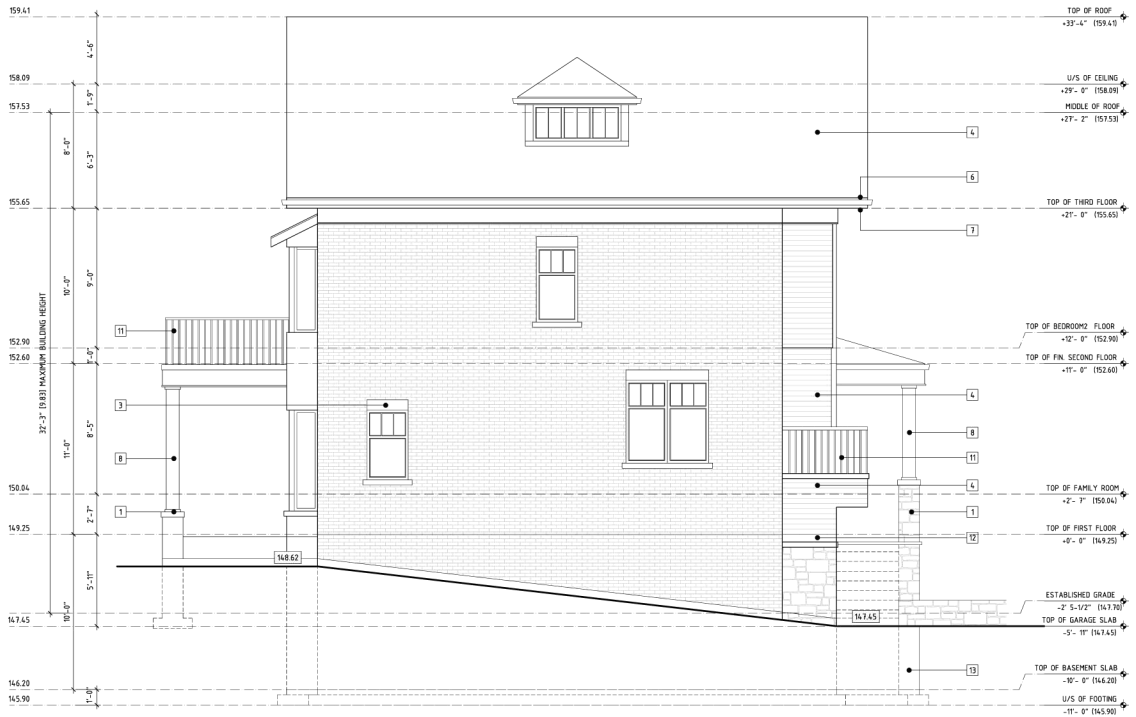 159.41
TOP OF ROOF
+33'-4" (159.41)
4'-6"
158.09
U/S OF CEILING
+29'- 0" (158.09)
1'-9"
157.53
MIDDLE OF ROOF
+27'- 2" (157.53)
4
8'-0"
6'-3"
6
155.65
TOP OF THIRD FLOOR
+21'- 0" (155.65)
7
10'-0"
9'-0"
11
TOP OF BEDROOM2 FLOOR
+12'- 0" (152.90)
152.90
1'-0"
152.60
TOP OF FIN. SECOND FLOOR
+11'- 0" (152.60)
32'-3" [9.83] MAXIMUM BUILDING HEIGHT
3
4
8'-5"
8
11'-0"
8
11
4
150.04
TOP OF FAMILY ROOM
+2'- 7" (150.04)
2'-7"
1
1
149.25
TOP OF FIRST FLOOR
+0'- 0" (149.25)
12
148.62
5'-11"
10'-0"
ESTABLISHED GRADE
-2' 5-1/2" (147.70)
147.45
147.45
TOP OF GARAGE SLAB
-5'- 11" (147.45)
13
TOP OF BASEMENT SLAB
-10'- 0" (146.20)
146.20
1'-0"
145.90
U/S OF FOOTING
-11'- 0" (145.90)